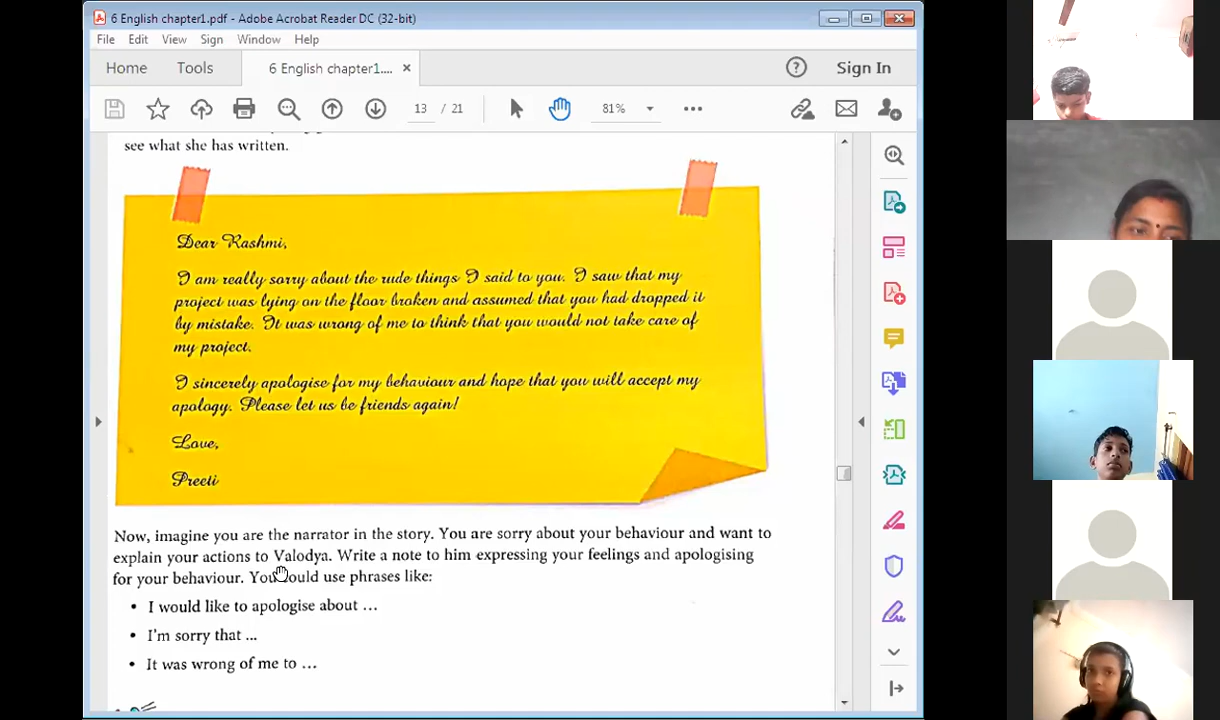 6 English chapter1.pdf - Adobe Acrobat Reader DC (32-bit)
File Edit View Sign Window Help
Home Tools 6 English chapter1.... × Sign In
13 / 21 81%
see what she has written.
Dear Rashmi,
I am really sorry about the rude things I said to you. I saw that my
project was lying on the floor broken and assumed that you had dropped it
by mistake. It was wrong of me to think that you would not take care of
my project.
I sincerely apologise for my behaviour and hope that you will accept my
apology. Please let us be friends again!
Love,
Preeti
Now, imagine you are the narrator in the story. You are sorry about your behaviour and want to
explain your actions to Valodya. Write a note to him expressing your feelings and apologising
for your behaviour. You could use phrases like:
• I would like to apologise about ...
• I'm sorry that ...
• It was wrong of me to ...